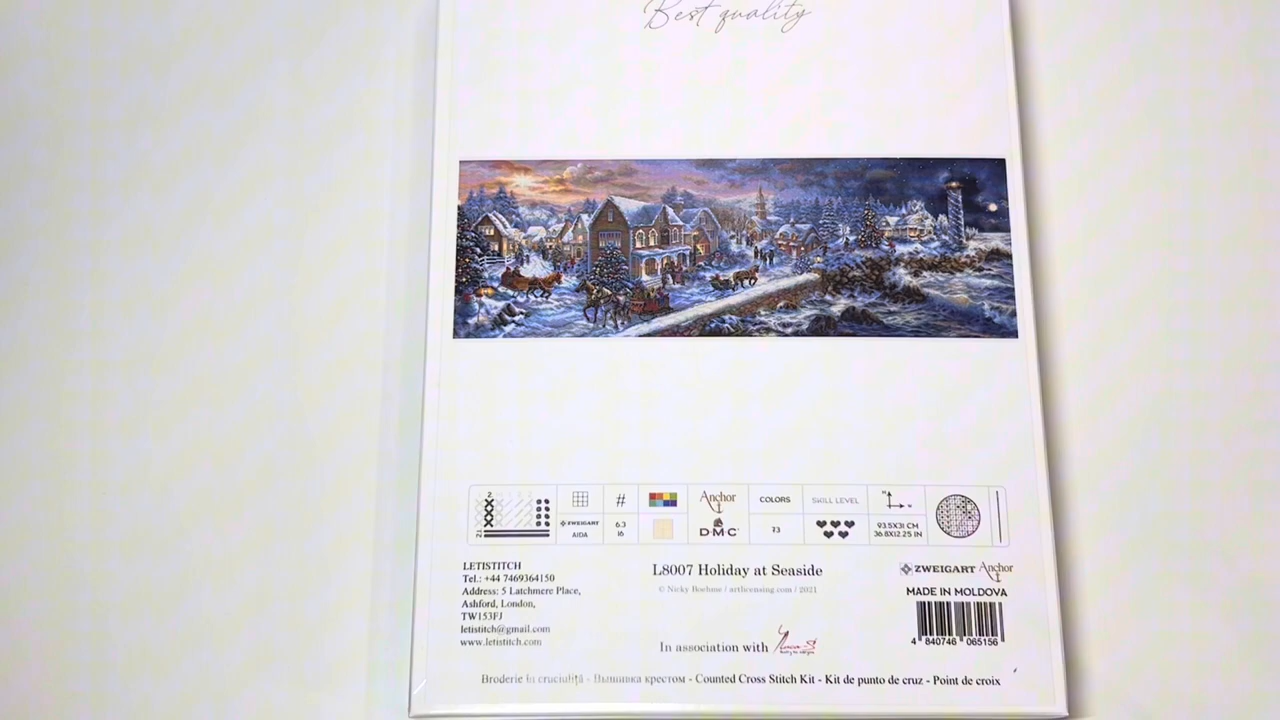 Best quality
Anchor
COLORS
SKILL LEVEL
#
ZWEIGART
AIDA
6.3
16
DMC
73
93.5X31 CM
36.8X12.25 IN
LETISTITCH
Tel.: +44 7469364150
Address: 5 Latchmere Place,
Ashford, London,
TW153FJ
letistitch@gmail.com
www.letistitch.com
L8007 Holiday at Seaside
© Nicky Boehme / artlicensing.com / 2021
In association with Luca-S
ZWEIGART Anchor
MADE IN MOLDOVA
4 840746 065156
Broderie în cruciuliță - Вышивка крестом - Counted Cross Stitch Kit - Kit de punto de cruz - Point de croix